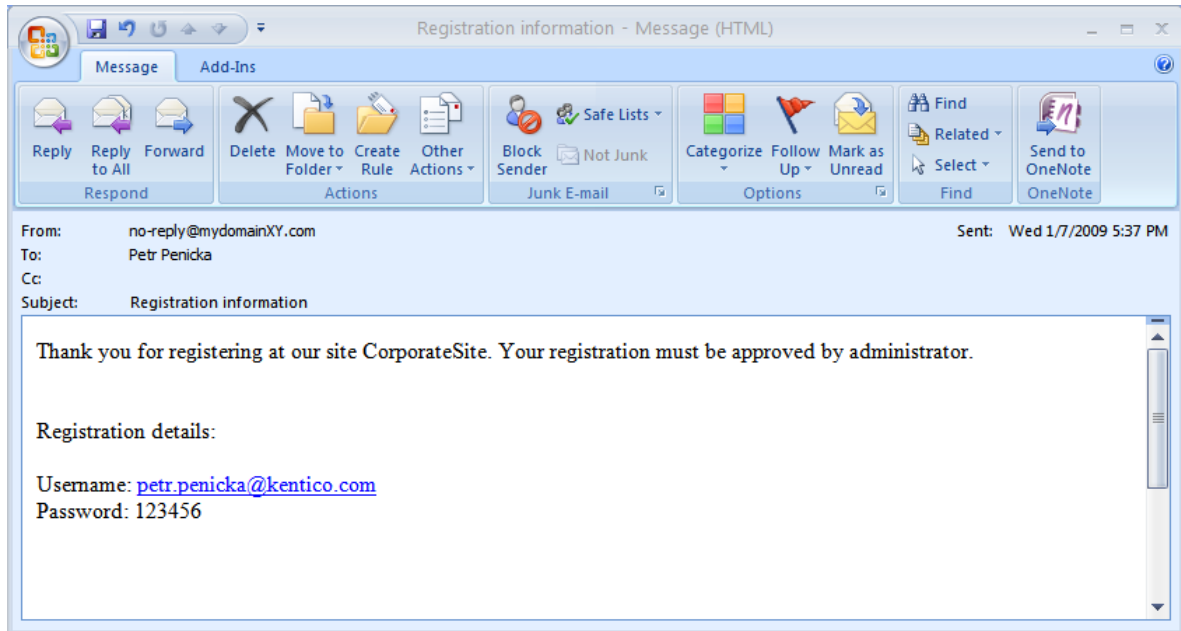 Registration information - Message (HTML)
Message Add-Ins
Reply Reply to All Forward
Respond
Delete Move to Folder Create Rule Other Actions
Actions
Block Sender Safe Lists Not Junk
Junk E-mail
Categorize Follow Up Mark as Unread
Options
Find
Related
Select
Find
Send to OneNote
OneNote
From: no-reply@mydomainXY.com Sent: Wed 1/7/2009 5:37 PM
To: Petr Penicka
Cc:
Subject: Registration information
Thank you for registering at our site CorporateSite. Your registration must be approved by administrator.
Registration details:
Username: petr.penicka@kentico.com
Password: 123456